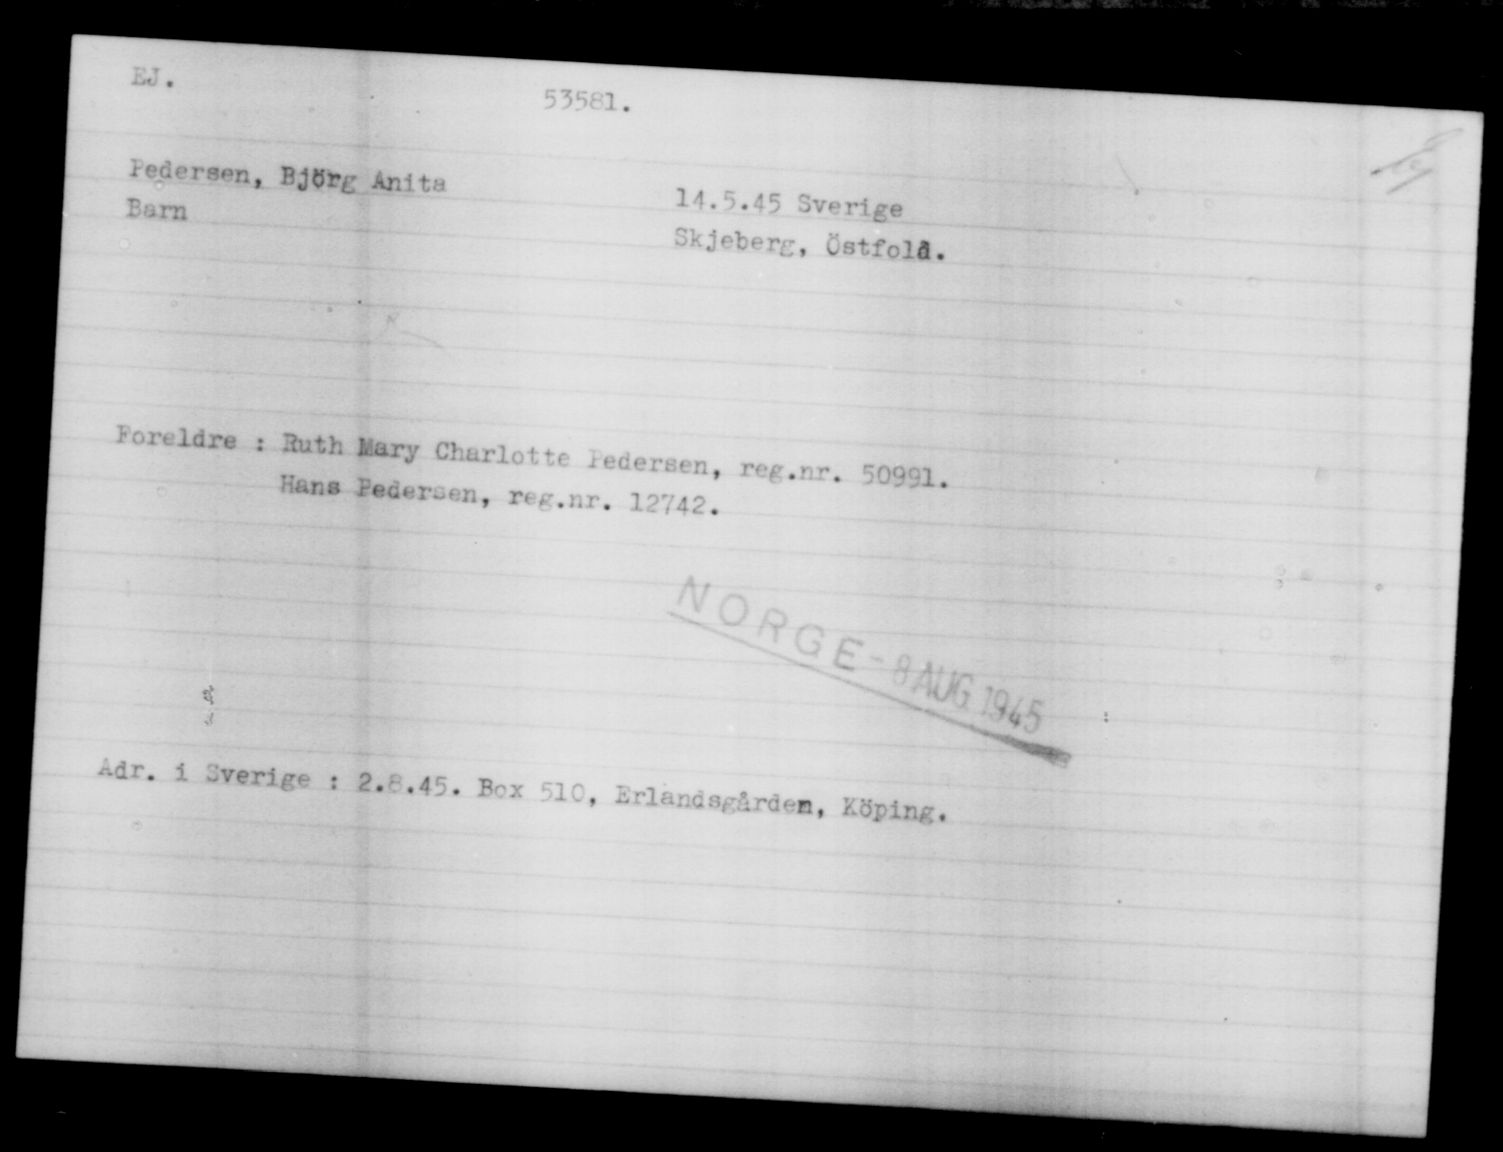 EJ.
53581.
Pedersen, Björg Anita
14.5.45 Sverige
Barn
Skjeberg, Östfold.
Foreldre : Ruth Mary Charlotte Pedersen, reg.nr. 50991.
Hans Pedersen, reg.nr. 12742.
NORGE - 8 AUG 1945
Adr. i Sverige : 2.8.45. Box 510, Erlandsgården, Köping.